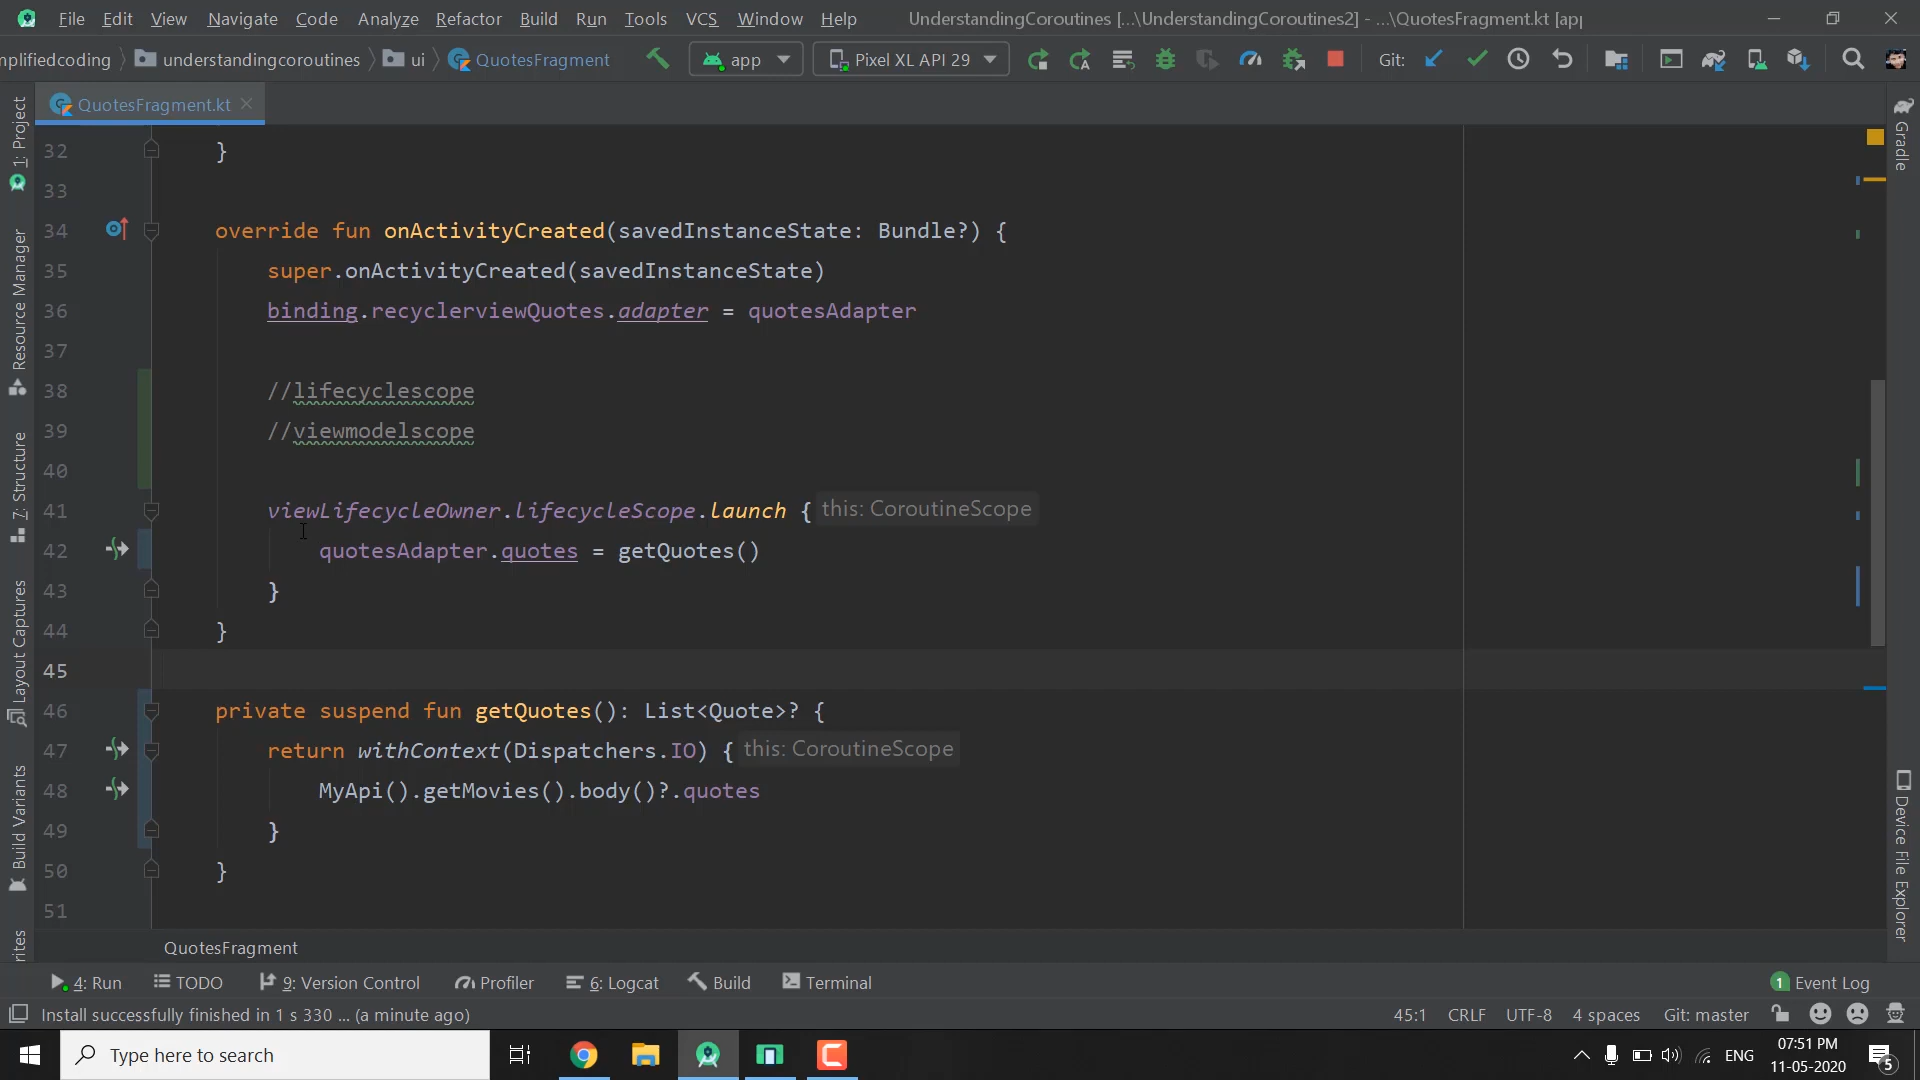 File Edit View Navigate Code Analyze Refactor Build Run Tools VCS Window Help UnderstandingCoroutines [...\UnderstandingCoroutines2] - ...\QuotesFragment.kt [app
mplifiedcoding understandingcoroutines ui QuotesFragment app Pixel XL API 29 Git:
QuotesFragment.kt
1: Project
Resource Manager
Z: Structure
Layout Captures
Build Variants
rites
32 }
33
34 override fun onActivityCreated(savedInstanceState: Bundle?) {
35 super.onActivityCreated(savedInstanceState)
36 binding.recyclerviewQuotes.adapter = quotesAdapter
37
38 //lifecyclescope
39 //viewmodelscope
40
41 viewLifecycleOwner.lifecycleScope.launch { this: CoroutineScope
42 quotesAdapter.quotes = getQuotes()
43 }
44 }
45
46 private suspend fun getQuotes(): List<Quote>? {
47 return withContext(Dispatchers.IO) { this: CoroutineScope
48 MyApi().getMovies().body()?.quotes
49 }
50 }
51
Gradle
Device File Explorer
QuotesFragment
4: Run TODO 9: Version Control Profiler 6: Logcat Build Terminal 1 Event Log
Install successfully finished in 1 s 330 ... (a minute ago) 45:1 CRLF UTF-8 4 spaces Git: master
Type here to search ENG 07:51 PM
11-05-2020 5